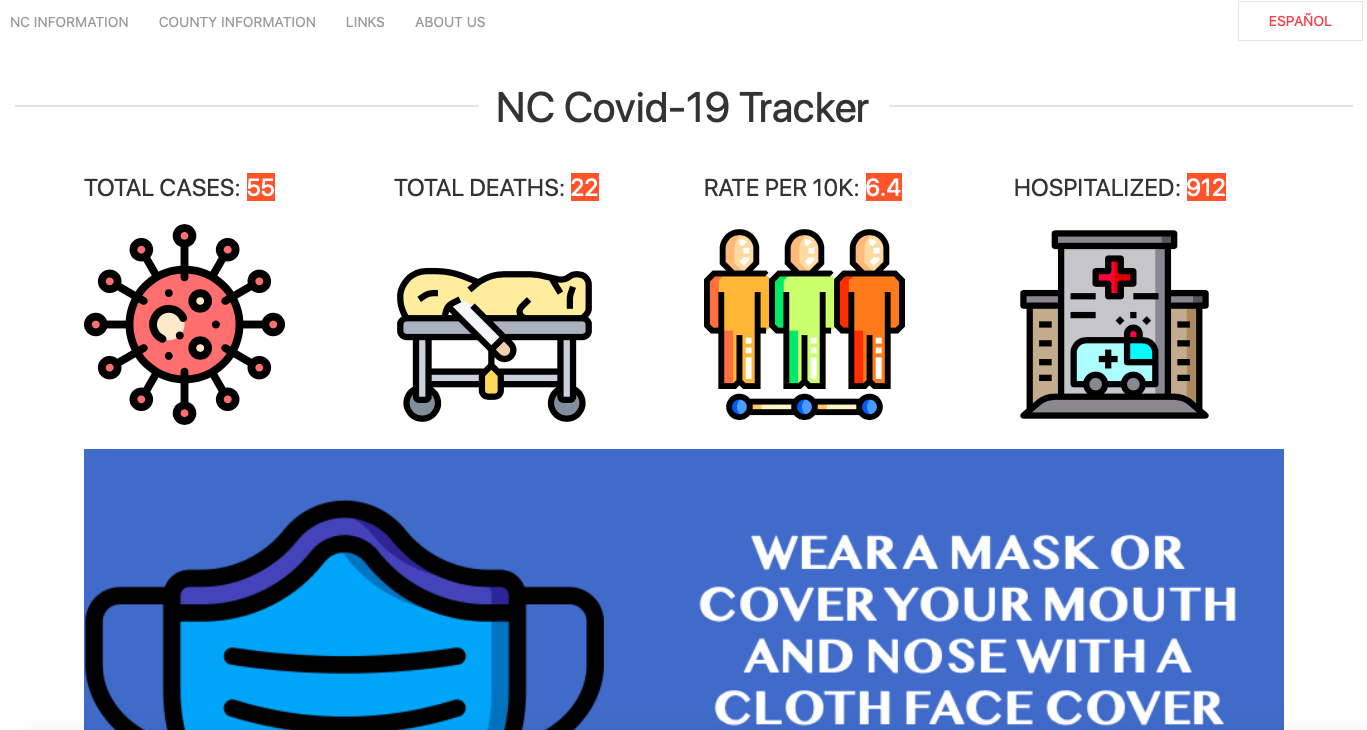 NC INFORMATION COUNTY INFORMATION LINKS ABOUT US ESPAÑOL
NC Covid-19 Tracker
TOTAL CASES: 55 TOTAL DEATHS: 22 RATE PER 10K: 6.4 HOSPITALIZED: 912
WEAR A MASK OR
COVER YOUR MOUTH
AND NOSE WITH A
CLOTH FACE COVER